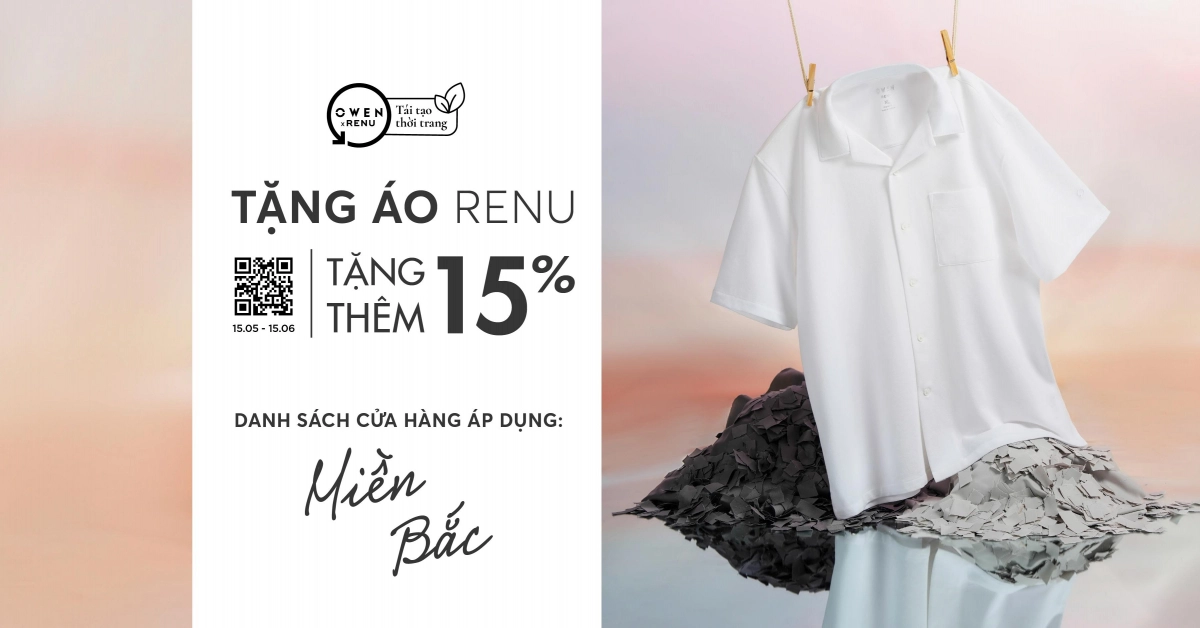 OWEN
x RENU
Tái tạo
thời trang
TẶNG ÁO RENU
TẶNG
THÊM
15%
15.05 - 15.06
DANH SÁCH CỬA HÀNG ÁP DỤNG:
Miền
Bắc